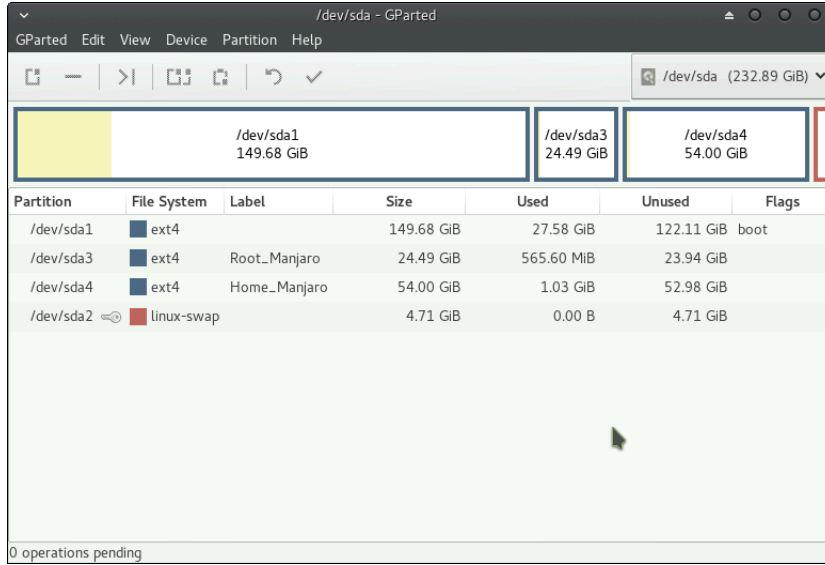 /dev/sda - GParted
GParted Edit View Device Partition Help
/dev/sda (232.89 GiB)
/dev/sda1
149.68 GiB
/dev/sda3
24.49 GiB
/dev/sda4
54.00 GiB
Partition File System Label Size Used Unused Flags
/dev/sda1 ext4 149.68 GiB 27.58 GiB 122.11 GiB boot
/dev/sda3 ext4 Root_Manjaro 24.49 GiB 565.60 MiB 23.94 GiB
/dev/sda4 ext4 Home_Manjaro 54.00 GiB 1.03 GiB 52.98 GiB
/dev/sda2 linux-swap 4.71 GiB 0.00 B 4.71 GiB
0 operations pending